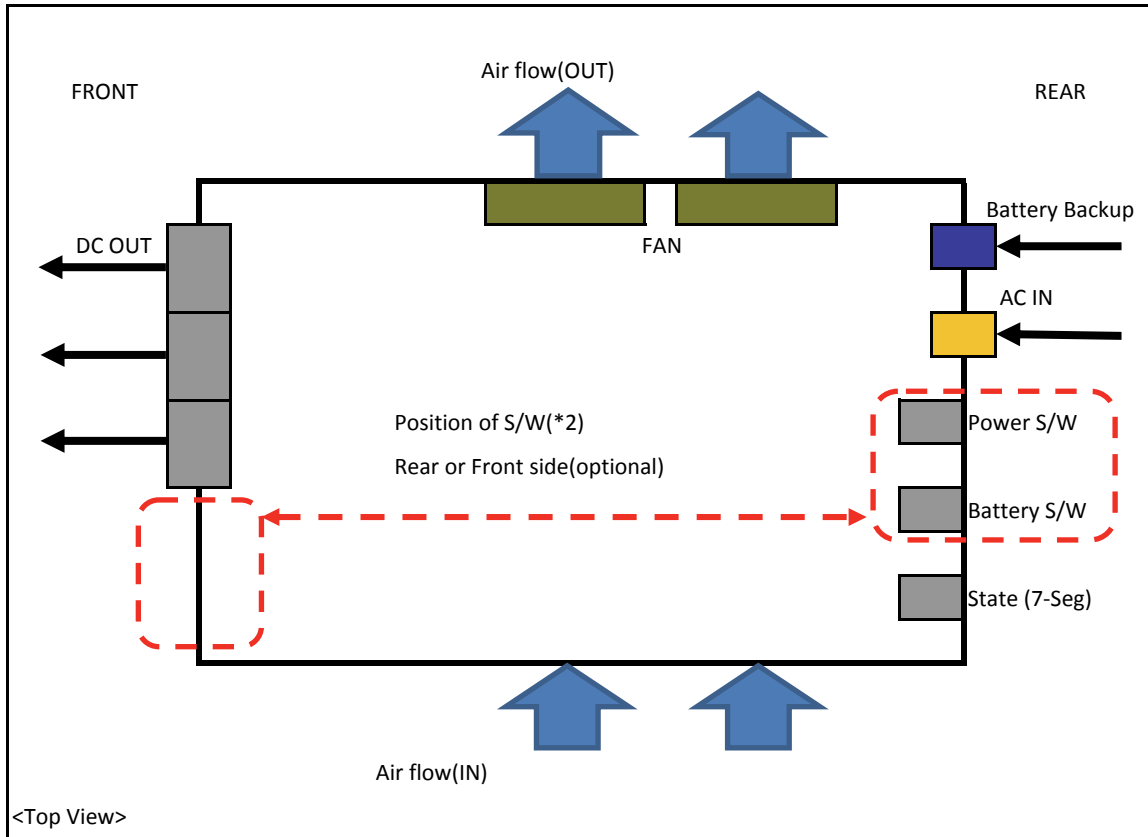 Air flow(OUT)
FRONT
REAR
Battery Backup
DC OUT
FAN
AC IN
Position of S/W(*2)
Rear or Front side(optional)
Power S/W
Battery S/W
State (7-Seg)
Air flow(IN)
<Top View>